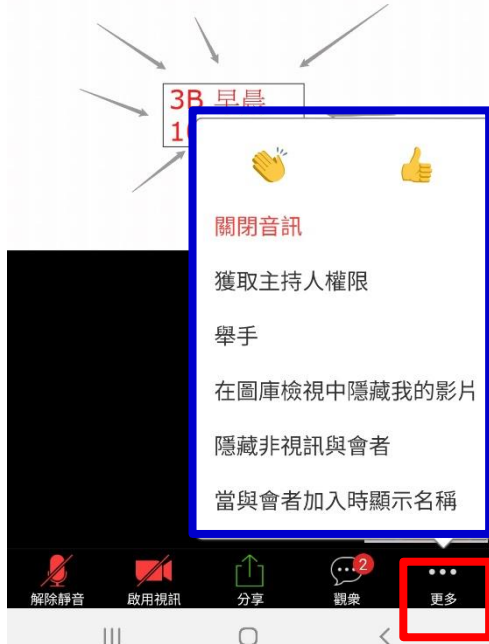 3B 早晨
1
關閉音訊
獲取主持人權限
舉手
在圖庫檢視中隱藏我的影片
隱藏非視訊與會者
當與會者加入時顯示名稱
2
解除靜音 啟用視訊 分享 觀眾 更多